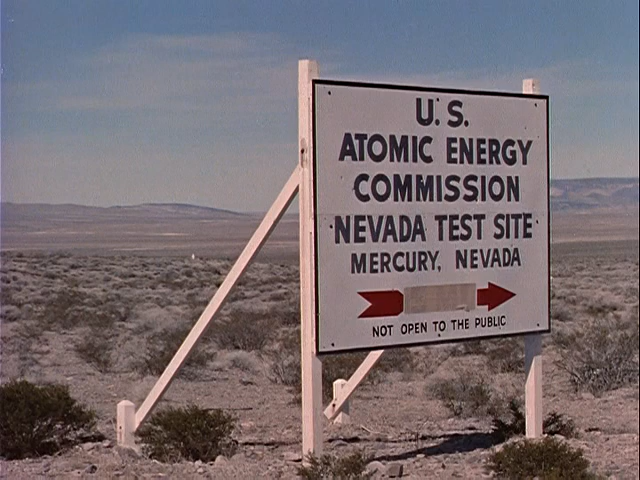 U.S.
ATOMIC ENERGY
COMMISSION
NEVADA TEST SITE
MERCURY, NEVADA
NOT OPEN TO THE PUBLIC